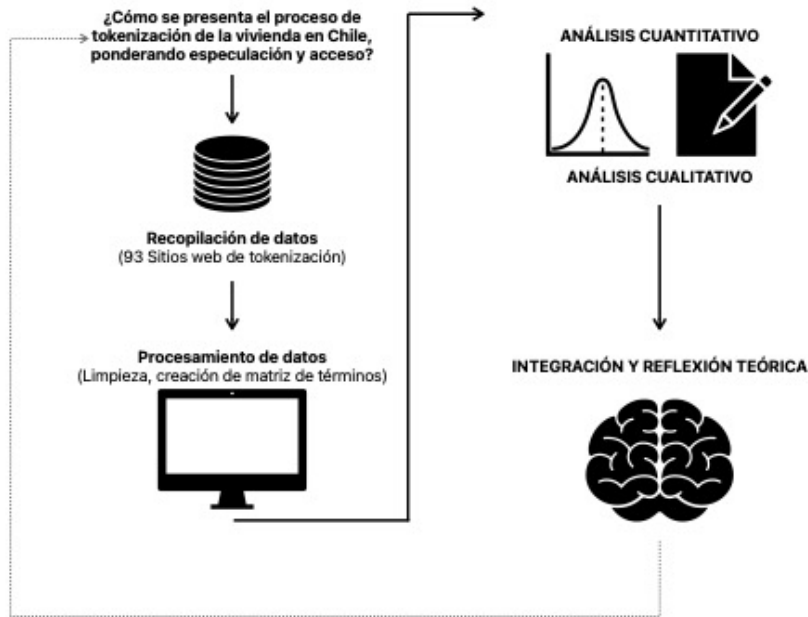 ¿Cómo se presenta el proceso de
tokenización de la vivienda en Chile,
ponderando especulación y acceso?
Recopilación de datos
(93 Sitios web de tokenización)
Procesamiento de datos
(Limpieza, creación de matriz de términos)
ANÁLISIS CUANTITATIVO
ANÁLISIS CUALITATIVO
INTEGRACIÓN Y REFLEXIÓN TEÓRICA